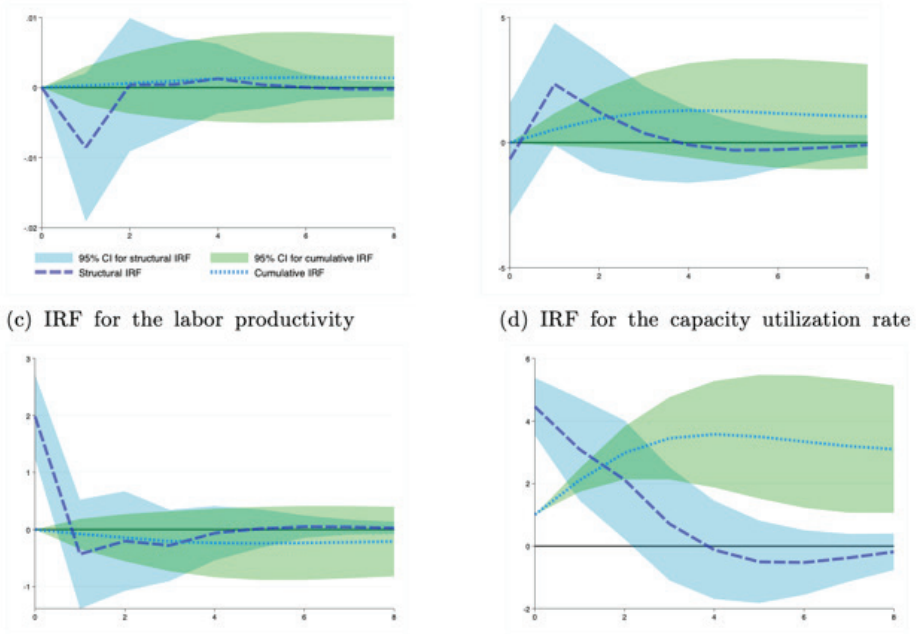 .01
0
-.01
-.02
0 2 4 6 8
95% CI for structural IRF 95% CI for cumulative IRF
Structural IRF Cumulative IRF
5
0
-5
0 2 4 6 8
(c) IRF for the labor productivity
(d) IRF for the capacity utilization rate
3
2
1
0
-1
0 2 4 6 8
6
4
2
0
-2
0 2 4 6 8